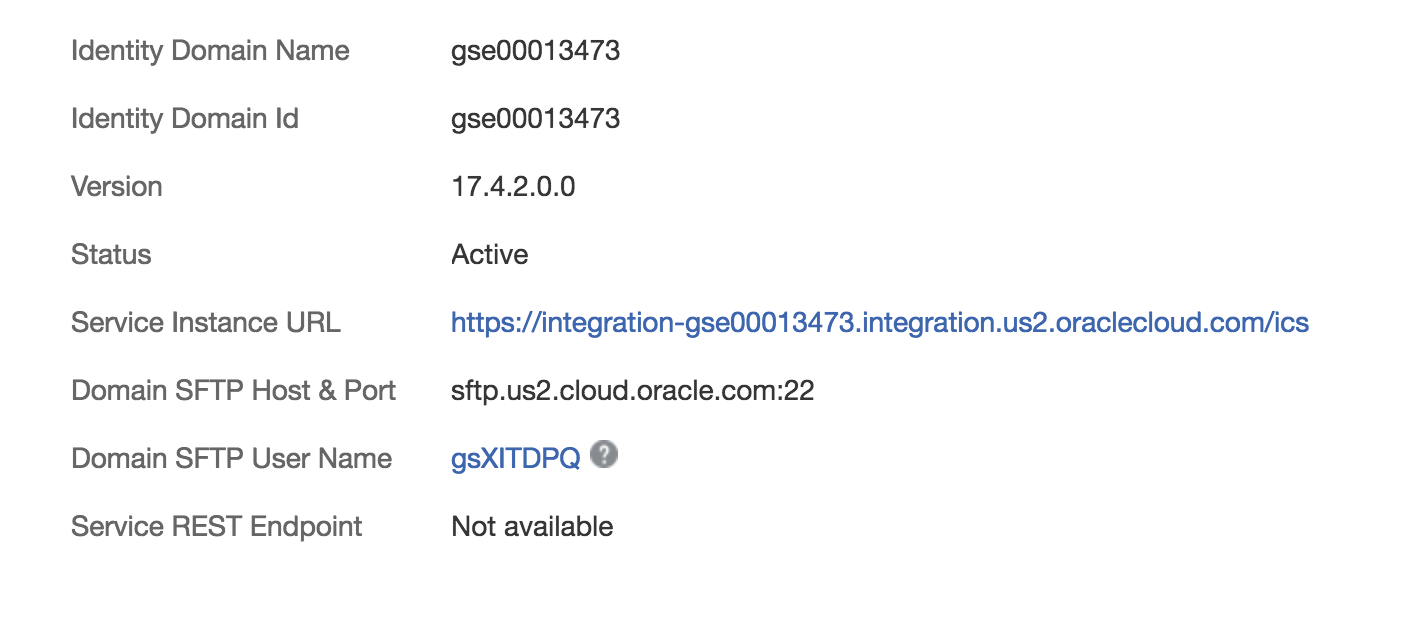 Identity Domain Name gse00013473
Identity Domain Id gse00013473
Version 17.4.2.0.0
Status Active
Service Instance URL https://integration-gse00013473.integration.us2.oraclecloud.com/ics
Domain SFTP Host & Port sftp.us2.cloud.oracle.com:22
Domain SFTP User Name gsXITDPQ ?
Service REST Endpoint Not available